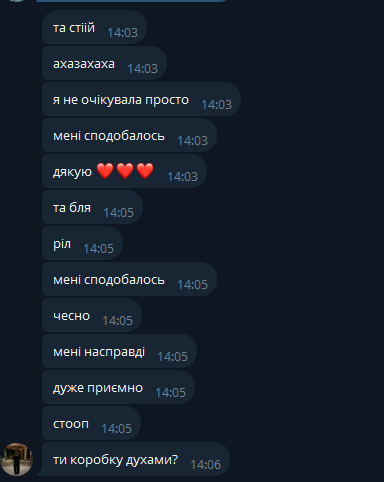 та стіій 14:03
ахазахаха 14:03
я не очікувала просто 14:03
мені сподобалось 14:03
дякую ❤️❤️❤️ 14:03
та бля 14:05
ріл 14:05
мені сподобалось 14:05
чесно 14:05
мені насправді 14:05
дуже приємно 14:05
стооп 14:05
ти коробку духами? 14:06